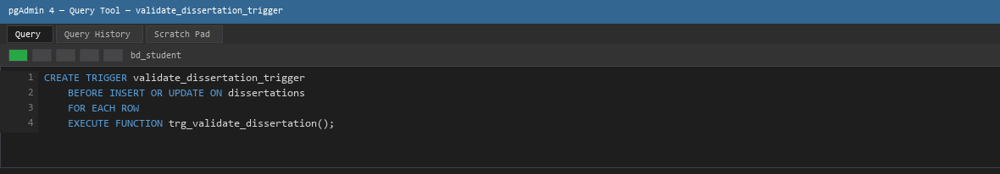 pgAdmin 4 — Query Tool — validate_dissertation_trigger
Query Query History Scratch Pad
bd_student
1 CREATE TRIGGER validate_dissertation_trigger
2 BEFORE INSERT OR UPDATE ON dissertations
3 FOR EACH ROW
4 EXECUTE FUNCTION trg_validate_dissertation();